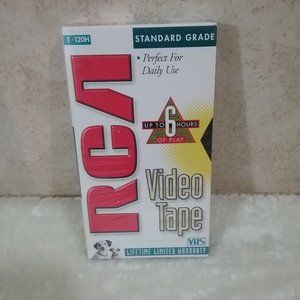 T-120H
STANDARD GRADE
• Perfect For
Daily Use
RCA
UP TO 6 HOURS
OF PLAY
Video
Tape
VHS
LIFETIME LIMITED WARRANTY